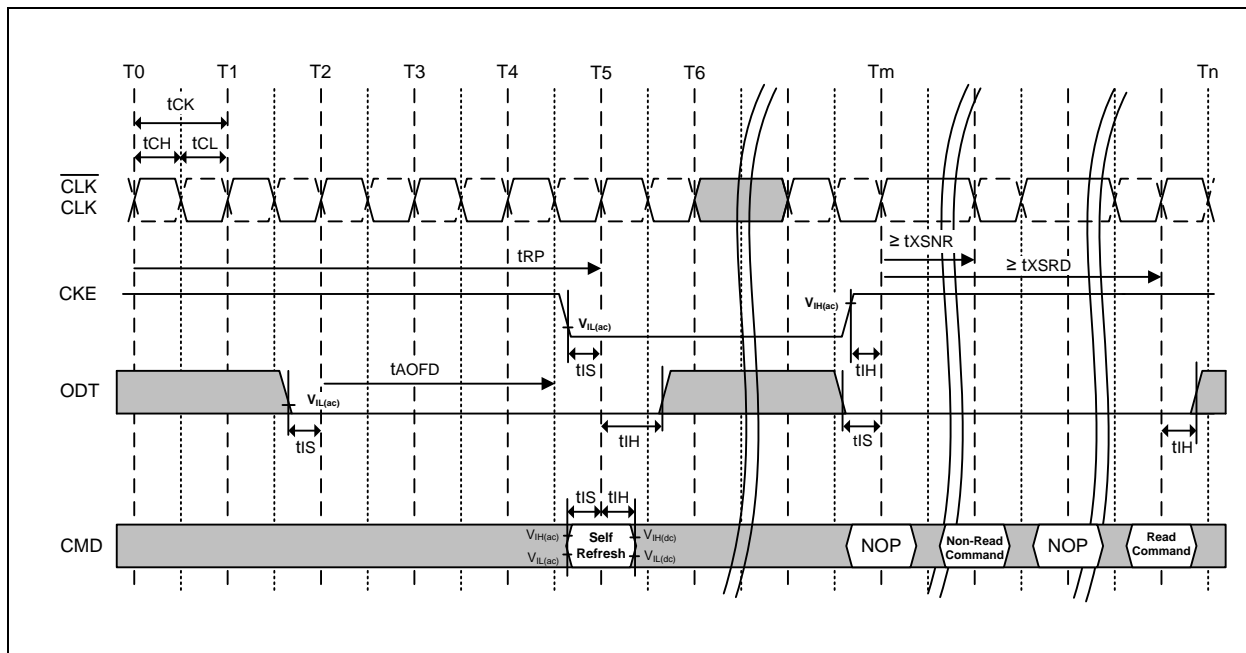 T0 T1 T2 T3 T4 T5 T6 Tm Tn
tCK
tCH tCL
CLK
CLK
≥ tXSNR
tRP
≥ tXSRD
CKE
VIH(ac)
VIL(ac)
tIS
tIH
tAOFD
ODT
VIL(ac)
tIS
tIH
tIS
tIH
tIS tIH
VIH(ac) Self VIH(dc)
CMD
Refresh
VIL(ac) VIL(dc)
NOP
Non-Read
Command
NOP
Read
Command